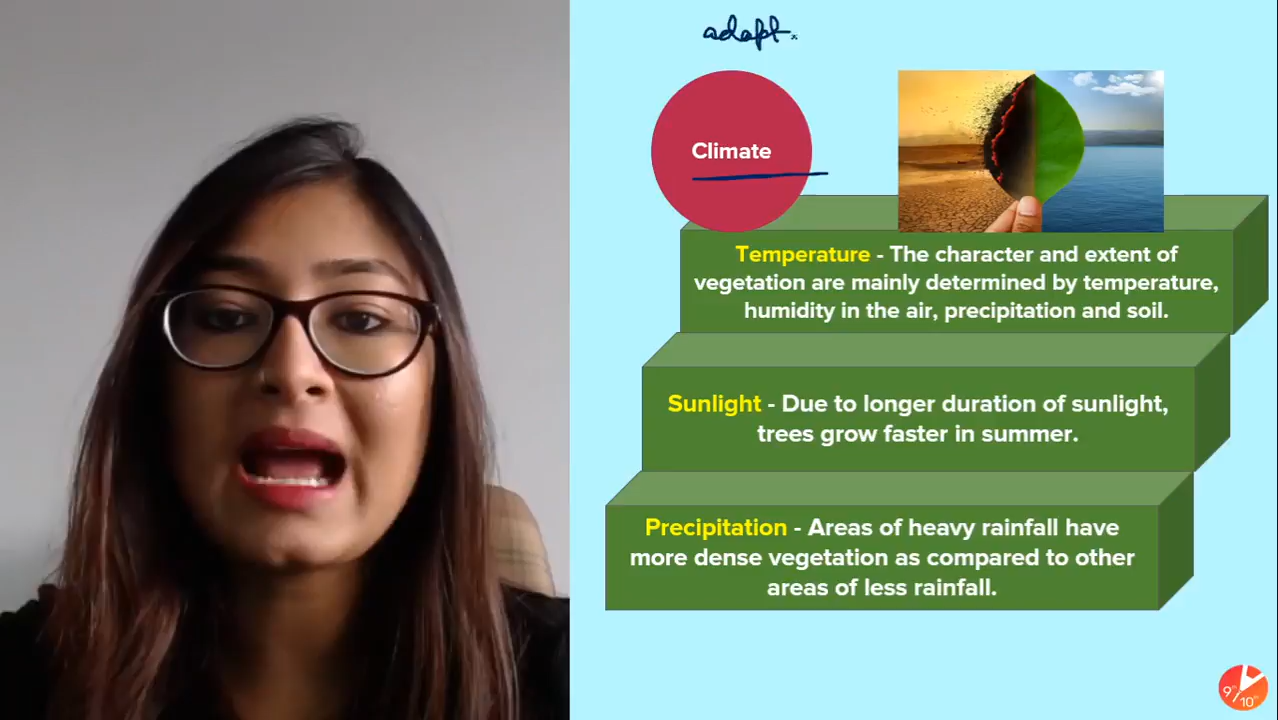 adapt.
Climate
Temperature - The character and extent of
vegetation are mainly determined by temperature,
humidity in the air, precipitation and soil.
Sunlight - Due to longer duration of sunlight,
trees grow faster in summer.
Precipitation - Areas of heavy rainfall have
more dense vegetation as compared to other
areas of less rainfall.
9th/10th